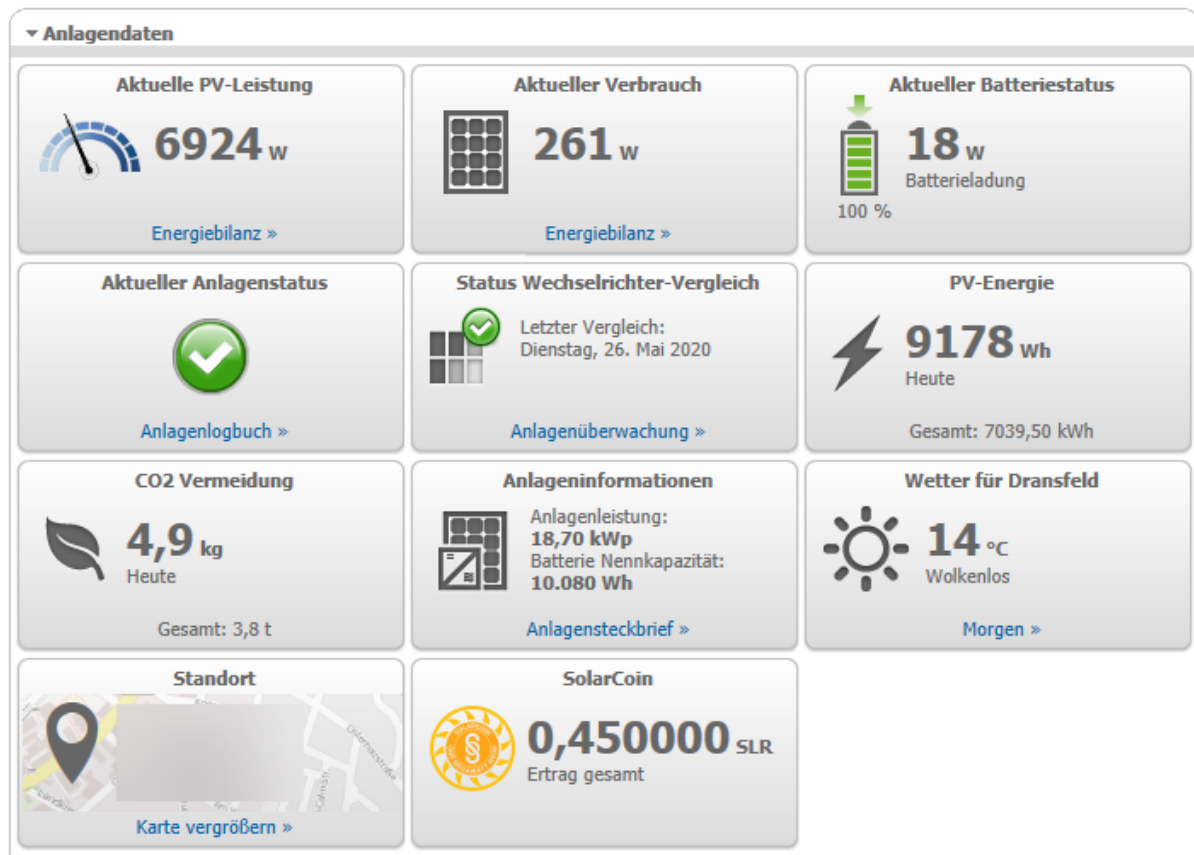 Anlagendaten
Aktuelle PV-Leistung
6924 W
Energiebilanz »
Aktueller Verbrauch
261 W
Energiebilanz »
Aktueller Batteriestatus
18 W
Batterieladung
100 %
Aktueller Anlagenstatus
Anlagenlogbuch »
Status Wechselrichter-Vergleich
Letzter Vergleich:
Dienstag, 26. Mai 2020
Anlagenüberwachung »
PV-Energie
9178 Wh
Heute
Gesamt: 7039,50 kWh
CO2 Vermeidung
4,9 kg
Heute
Gesamt: 3,8 t
Anlageninformationen
Anlagenleistung:
18,70 kWp
Batterie Nennkapazität:
10.080 Wh
Anlagensteckbrief »
Wetter für Dransfeld
14 °C
Wolkenlos
Morgen »
Standort
Karte vergrößern »
SolarCoin
0,450000 SLR
Ertrag gesamt